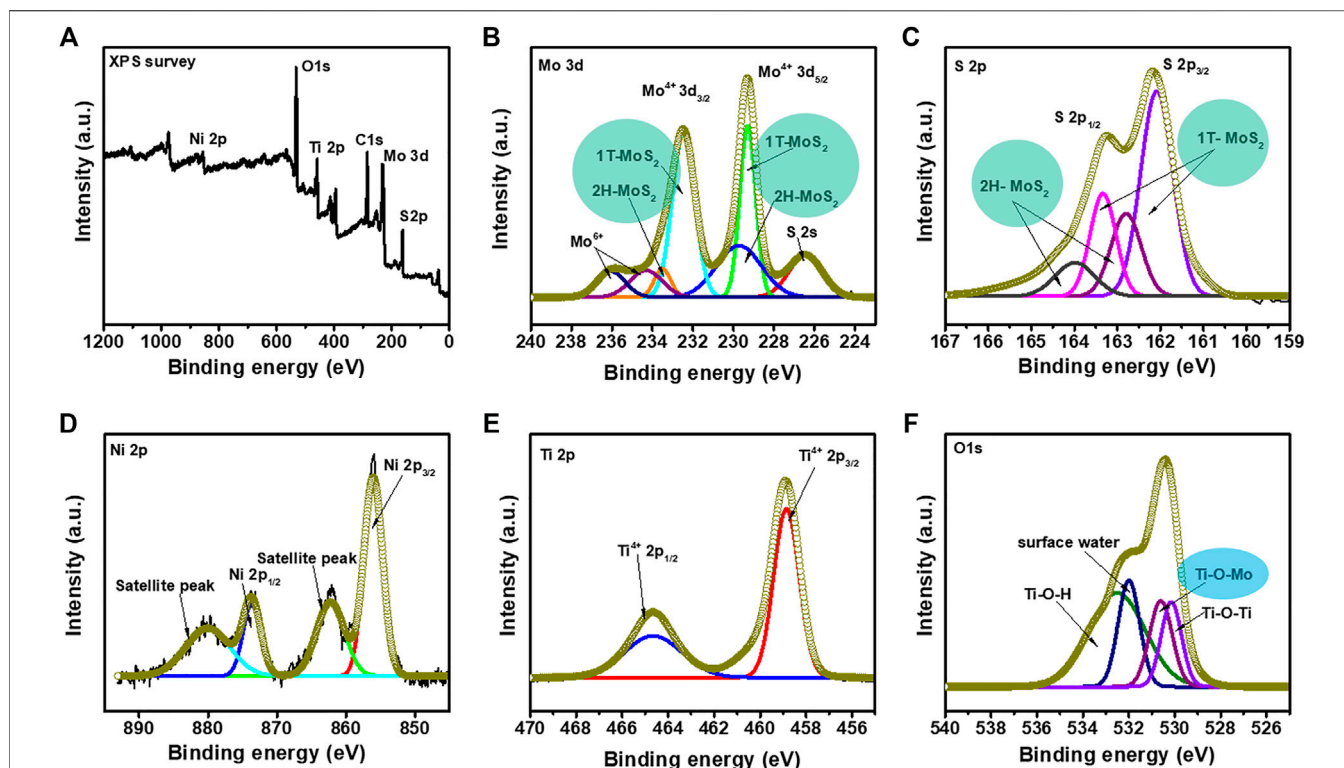 A
XPS survey
O1s
Ni 2p
Ti 2p
C1s
Mo 3d
S2p
Intensity (a.u.)
1200 1000 800 600 400 200 0
Binding energy (eV)
B
Mo 3d
Mo⁴⁺ 3d₅/₂
Mo⁴⁺ 3d₃/₂
1T-MoS₂
2H-MoS₂
1T-MoS₂
2H-MoS₂
Mo⁶⁺
S 2s
Intensity (a.u.)
240 238 236 234 232 230 228 226 224
Binding energy (eV)
C
S 2p
S 2p₃/₂
S 2p₁/₂
1T- MoS₂
2H- MoS₂
Intensity (a.u.)
167 166 165 164 163 162 161 160 159
Binding energy (eV)
D
Ni 2p
Ni 2p₃/₂
Satellite peak
Ni 2p₁/₂
Satellite peak
Intensity (a.u.)
890 880 870 860 850
Binding energy (eV)
E
Ti 2p
Ti⁴⁺ 2p₃/₂
Ti⁴⁺ 2p₁/₂
Intensity (a.u.)
470 468 466 464 462 460 458 456
Binding energy (eV)
F
O1s
surface water
Ti-O-H
Ti-O-Mo
Ti-O-Ti
Intensity (a.u.)
540 538 536 534 532 530 528 526
Binding energy (eV)